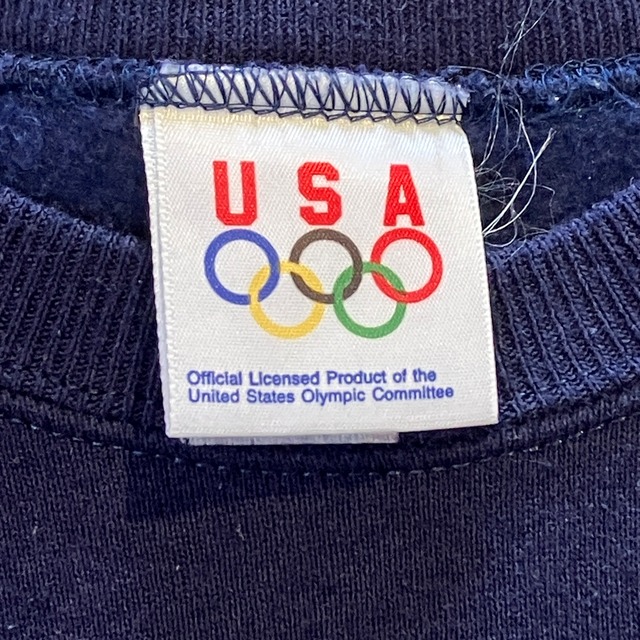 USA
Official Licensed Product of the
United States Olympic Committee